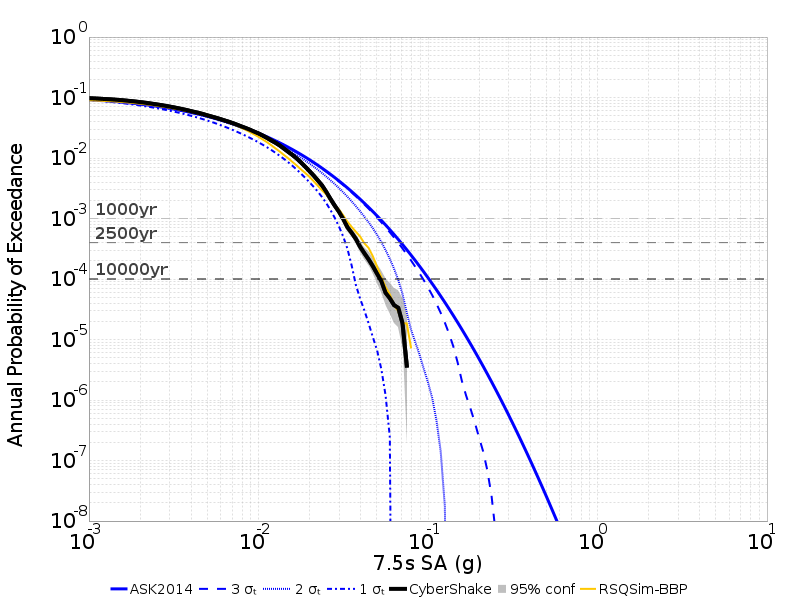 10^0
10^-1
10^-2
10^-3
10^-4
10^-5
10^-6
10^-7
10^-8
Annual Probability of Exceedance
1000yr
2500yr
10000yr
10^-3 10^-2 10^-1 10^0 10^1
7.5s SA (g)
ASK2014 3 σₜ 2 σₜ 1 σₜ CyberShake 95% conf RSQSim-BBP